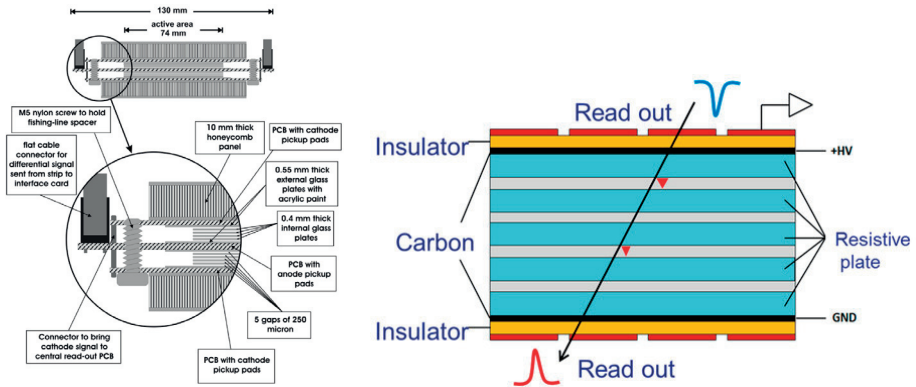 130 mm
active area
74 mm
M5 nylon screw to hold
fishing-line spacer
flat cable
connector for
differential signal
sent from strip to
interface card
10 mm thick
honeycomb
panel
PCB with cathode
pickup pads
0.55 mm thick
external glass
plates with
acrylic paint
0.4 mm thick
internal glass
plates
PCB with
anode pickup
pads
5 gaps of 250
micron
Connector to bring
cathode signal to
central read-out PCB
PCB with cathode
pickup pads
Read out
Insulator
+HV
Carbon
Resistive
plate
GND
Insulator
Read out